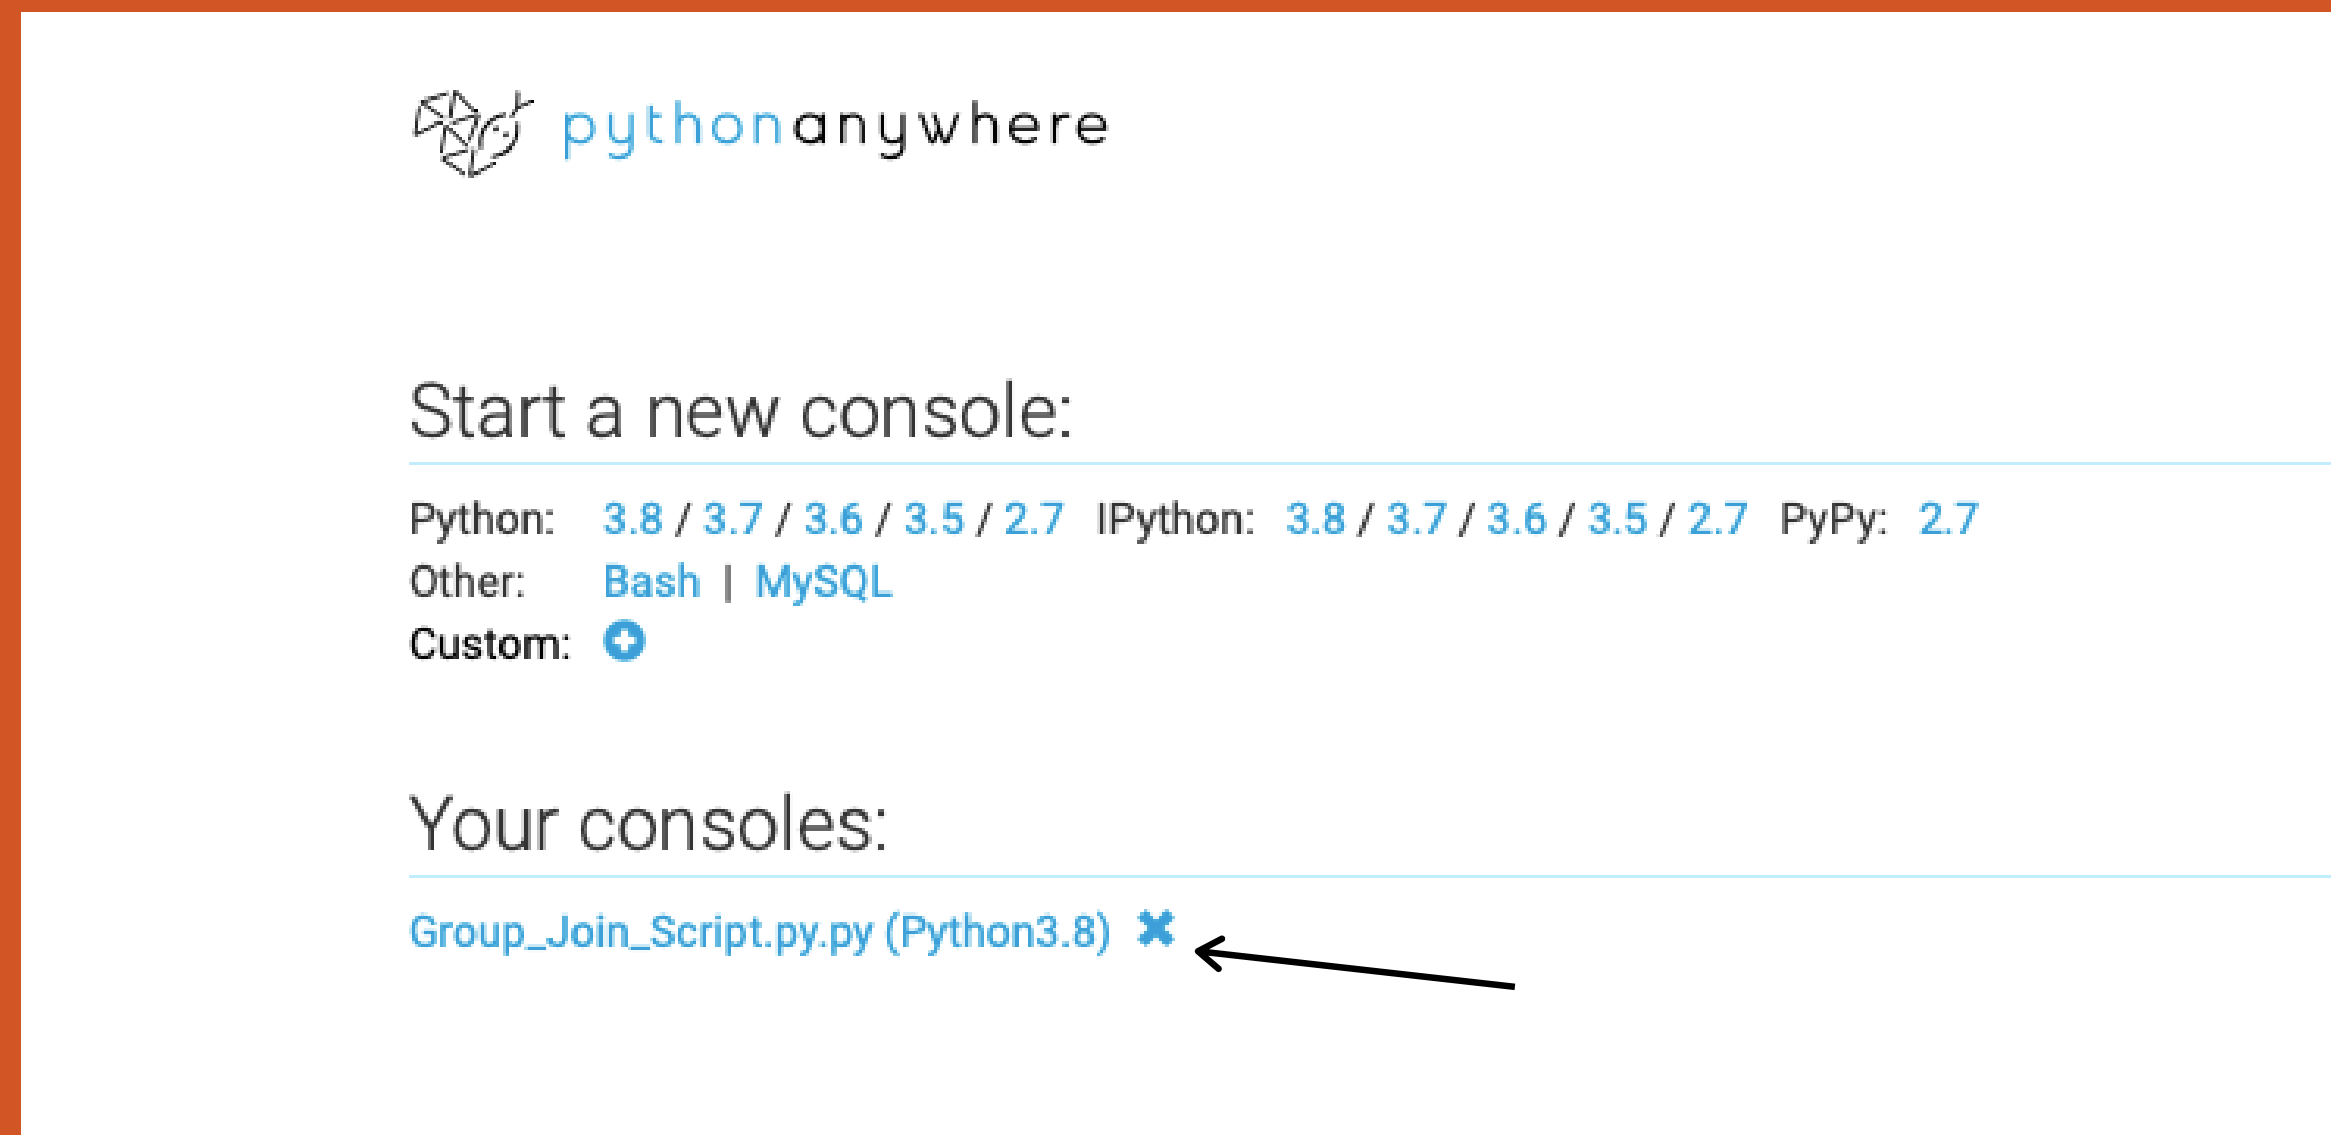 pythonanywhere
Start a new console:
Python: 3.8 / 3.7 / 3.6 / 3.5 / 2.7 IPython: 3.8 / 3.7 / 3.6 / 3.5 / 2.7 PyPy: 2.7
Other: Bash | MySQL
Custom:
Your consoles:
Group_Join_Script.py.py (Python3.8)